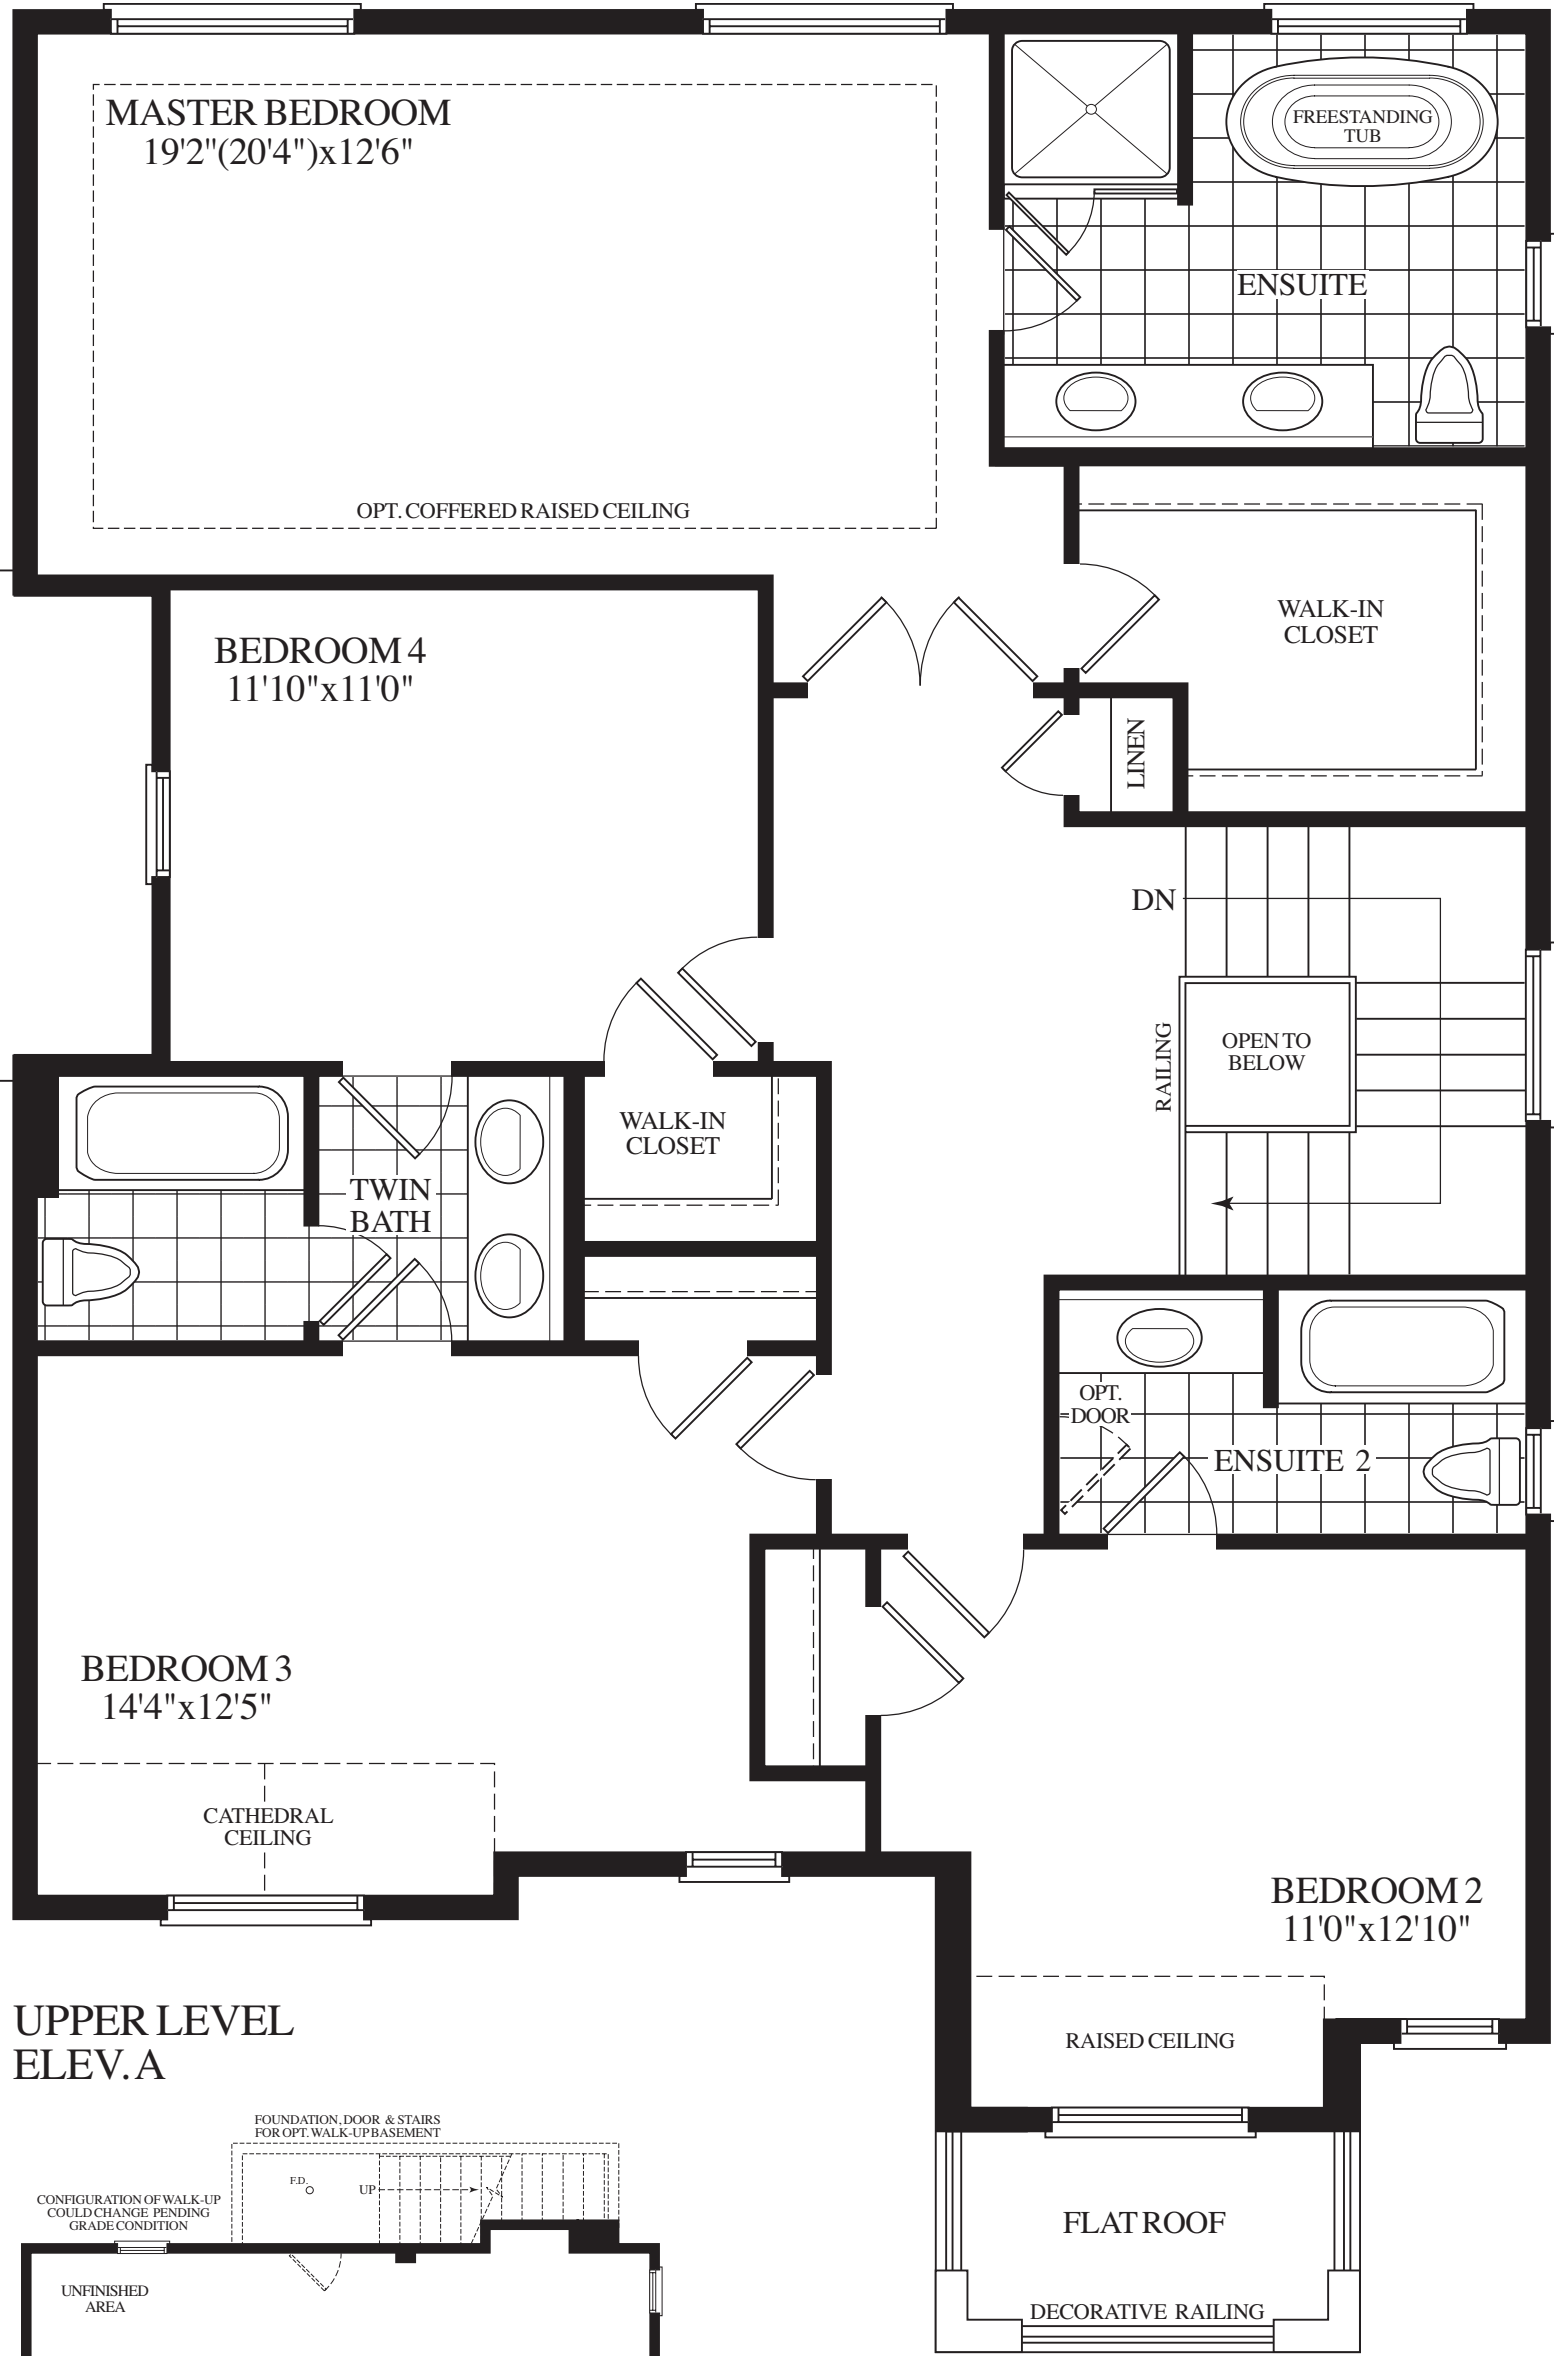 MASTER BEDROOM
19'2"(20'4")x12'6"
FREESTANDING
TUB
ENSUITE
OPT. COFFERED RAISED CEILING
WALK-IN
CLOSET
BEDROOM 4
11'10"x11'0"
LINEN
DN
RAILING
OPEN TO
BELOW
WALK-IN
CLOSET
TWIN
BATH
OPT.
DOOR
ENSUITE 2
BEDROOM 3
14'4"x12'5"
CATHEDRAL
CEILING
BEDROOM 2
11'0"x12'10"
RAISED CEILING
UPPER LEVEL
ELEV. A
FLAT ROOF
DECORATIVE RAILING
FOUNDATION, DOOR & STAIRS
FOR OPT. WALK-UP BASEMENT
F.D.
UP
CONFIGURATION OF WALK-UP
COULD CHANGE PENDING
GRADE CONDITION
UNFINISHED
AREA